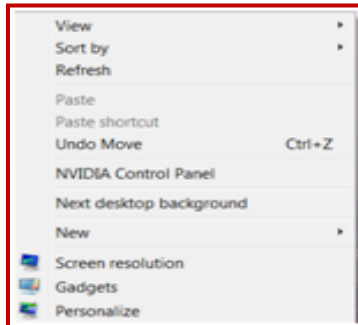 View
Sort by
Refresh
Paste
Paste shortcut
Undo Move Ctrl+Z
NVIDIA Control Panel
Next desktop background
New
Screen resolution
Gadgets
Personalize